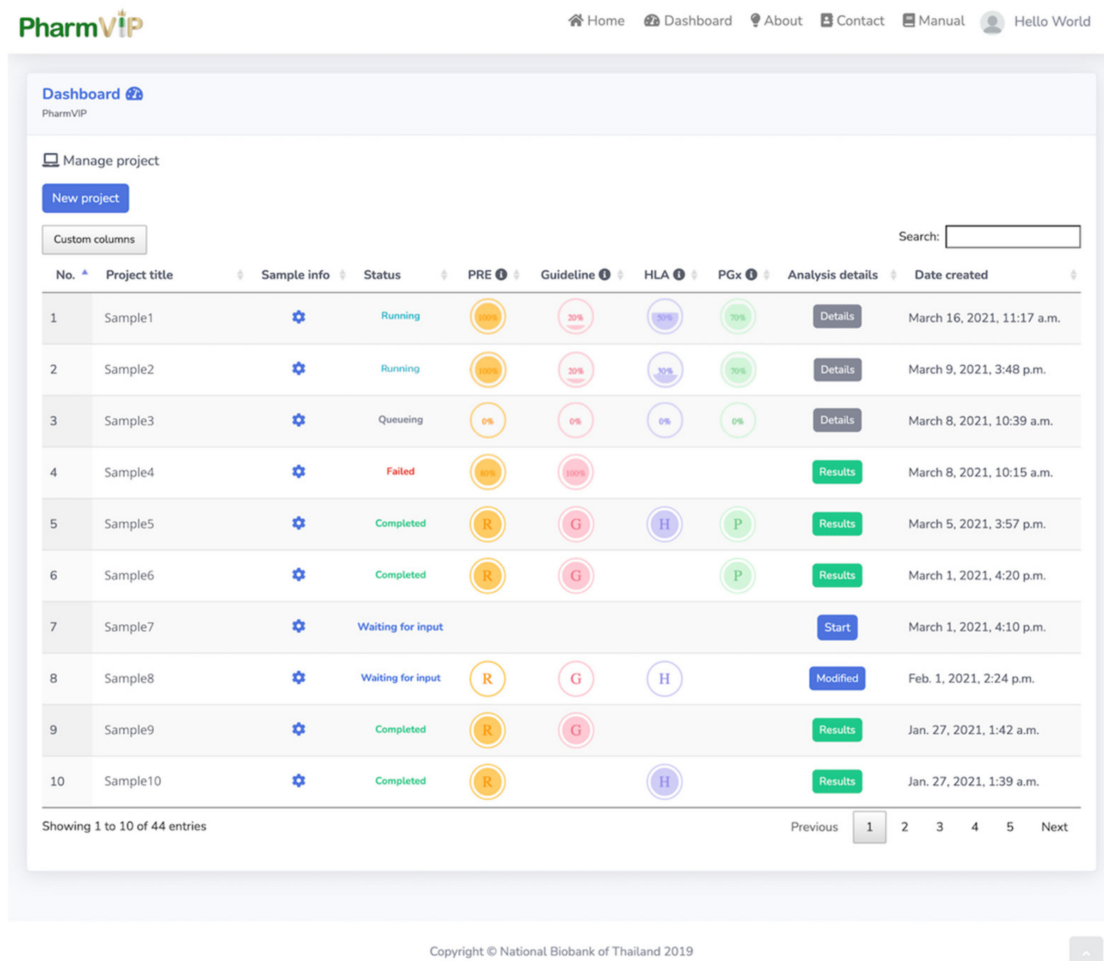 PharmVIP
Home Dashboard About Contact Manual Hello World
Dashboard
PharmVIP
Manage project
New project
Custom columns Search:
No. Project title Sample info Status PRE Guideline HLA PGx Analysis details Date created
1 Sample1 Running 100% 20% 50% 70% Details March 16, 2021, 11:17 a.m.
2 Sample2 Running 100% 20% 30% 70% Details March 9, 2021, 3:48 p.m.
3 Sample3 Queueing 0% 0% 0% 0% Details March 8, 2021, 10:39 a.m.
4 Sample4 Failed 100% Results March 8, 2021, 10:15 a.m.
5 Sample5 Completed R G H P Results March 5, 2021, 3:57 p.m.
6 Sample6 Completed R G P Results March 1, 2021, 4:20 p.m.
7 Sample7 Waiting for input Start March 1, 2021, 4:10 p.m.
8 Sample8 Waiting for input R G H Modified Feb. 1, 2021, 2:24 p.m.
9 Sample9 Completed R G Results Jan. 27, 2021, 1:42 a.m.
10 Sample10 Completed R H Results Jan. 27, 2021, 1:39 a.m.
Showing 1 to 10 of 44 entries Previous 1 2 3 4 5 Next
Copyright © National Biobank of Thailand 2019